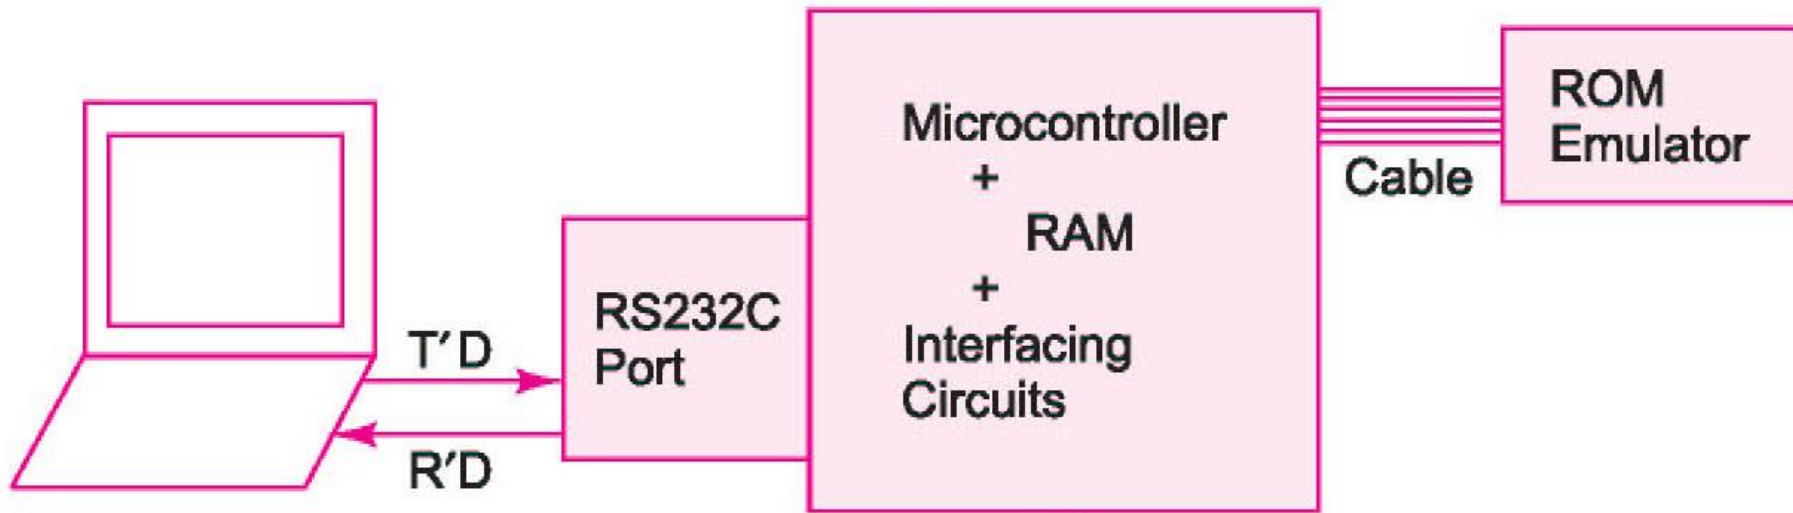 T′D
R′D
RS232C
Port
Microcontroller
+
RAM
+
Interfacing
Circuits
Cable
ROM
Emulator